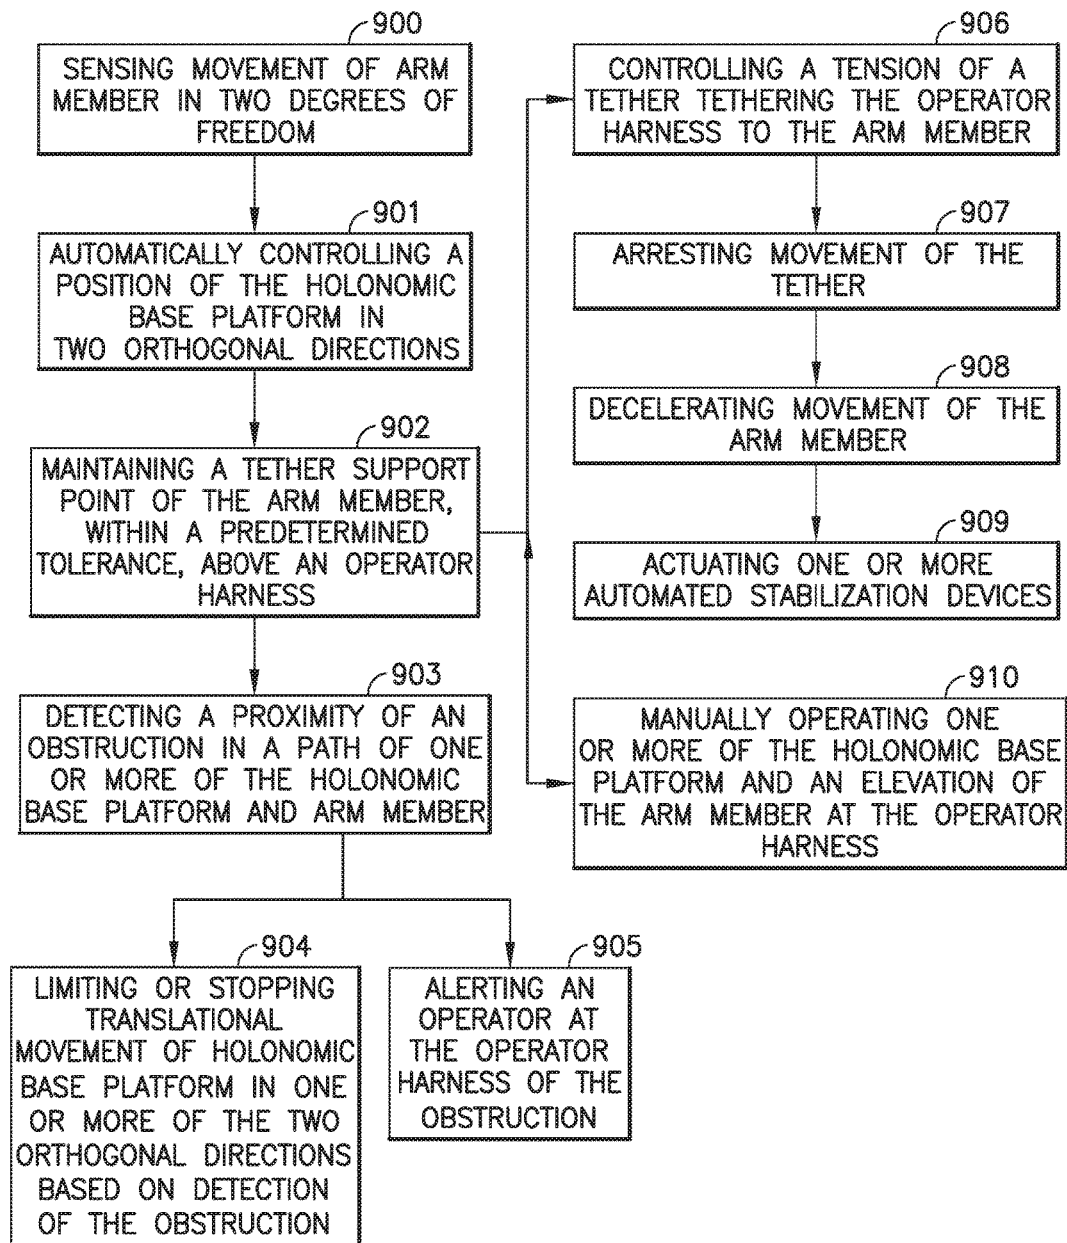 900
SENSING MOVEMENT OF ARM
MEMBER IN TWO DEGREES OF
FREEDOM
901
AUTOMATICALLY CONTROLLING A
POSITION OF THE HOLONOMIC
BASE PLATFORM IN
TWO ORTHOGONAL DIRECTIONS
902
MAINTAINING A TETHER SUPPORT
POINT OF THE ARM MEMBER,
WITHIN A PREDETERMINED
TOLERANCE, ABOVE AN OPERATOR
HARNESS
903
DETECTING A PROXIMITY OF AN
OBSTRUCTION IN A PATH OF ONE
OR MORE OF THE HOLONOMIC
BASE PLATFORM AND ARM MEMBER
904
LIMITING OR STOPPING
TRANSLATIONAL
MOVEMENT OF HOLONOMIC
BASE PLATFORM IN ONE
OR MORE OF THE TWO
ORTHOGONAL DIRECTIONS
BASED ON DETECTION
OF THE OBSTRUCTION
905
ALERTING AN
OPERATOR AT
THE OPERATOR
HARNESS OF THE
OBSTRUCTION
906
CONTROLLING A TENSION OF A
TETHER TETHERING THE OPERATOR
HARNESS TO THE ARM MEMBER
907
ARRESTING MOVEMENT OF THE
TETHER
908
DECELERATING MOVEMENT OF THE
ARM MEMBER
909
ACTUATING ONE OR MORE
AUTOMATED STABILIZATION DEVICES
910
MANUALLY OPERATING ONE
OR MORE OF THE HOLONOMIC BASE
PLATFORM AND AN ELEVATION OF
THE ARM MEMBER AT THE OPERATOR
HARNESS